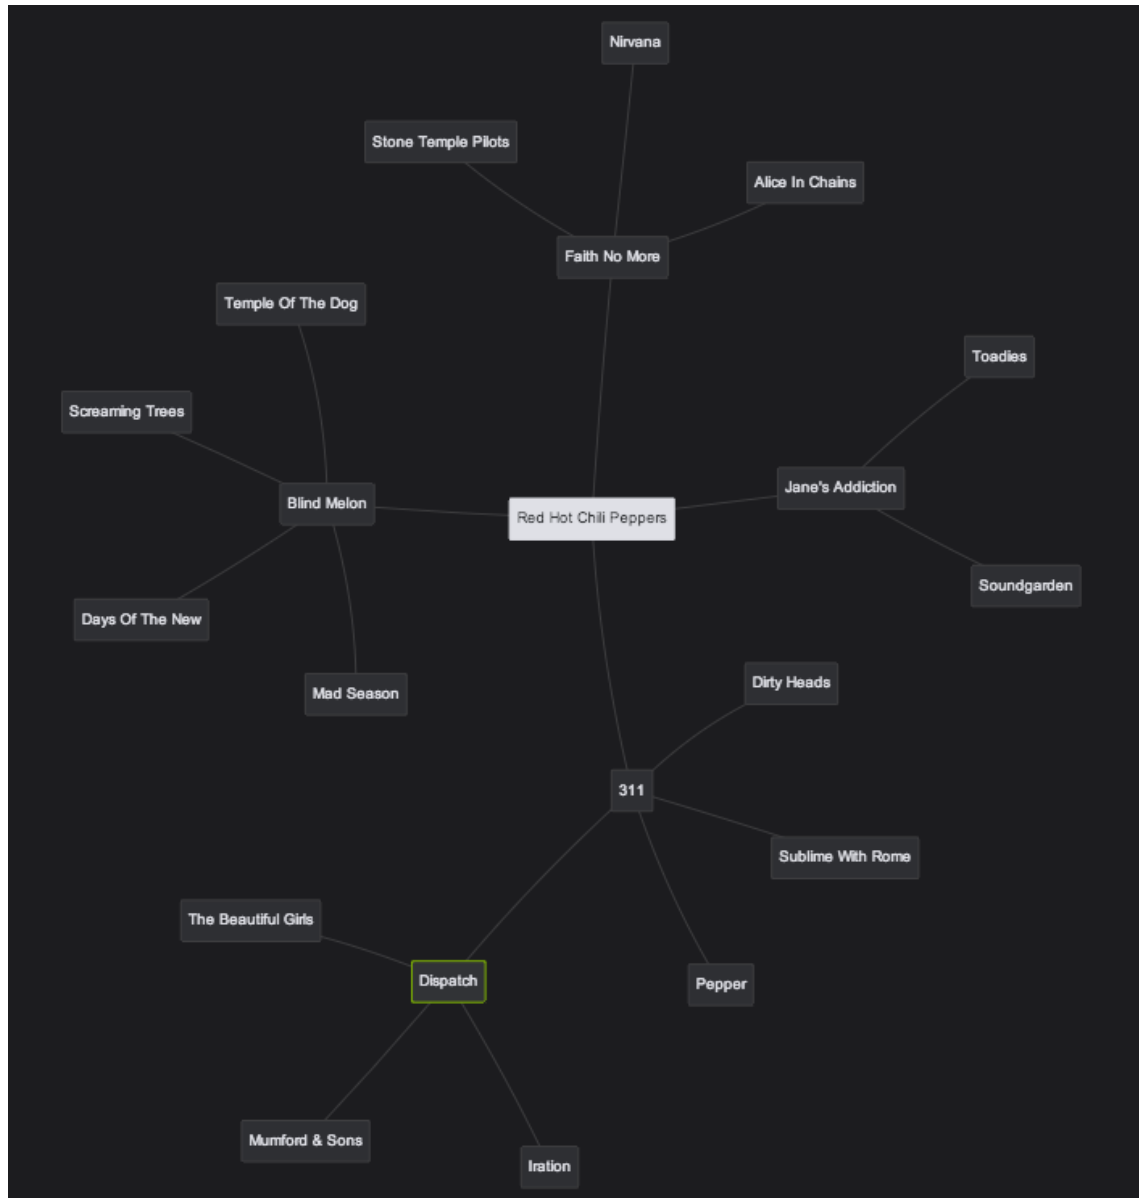 Nirvana
Stone Temple Pilots
Alice In Chains
Faith No More
Temple Of The Dog
Toadies
Screaming Trees
Jane's Addiction
Blind Melon
Red Hot Chili Peppers
Soundgarden
Days Of The New
Dirty Heads
Mad Season
311
Sublime With Rome
The Beautiful Girls
Dispatch
Pepper
Mumford & Sons
Iration